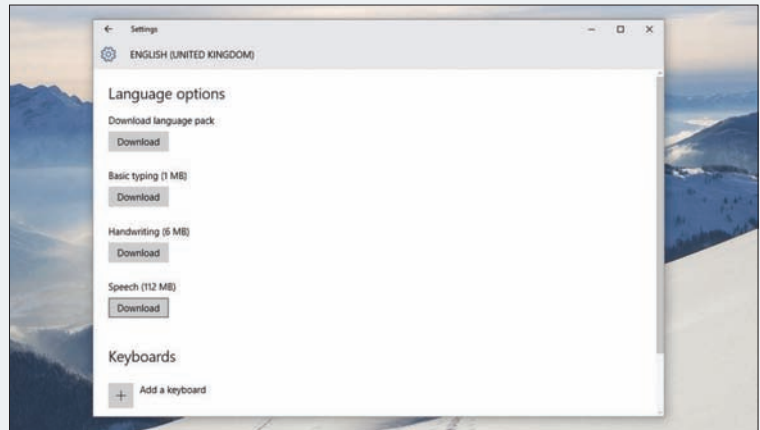 Settings
ENGLISH (UNITED KINGDOM)
Language options
Download language pack
Download
Basic typing (1 MB)
Download
Handwriting (6 MB)
Download
Speech (112 MB)
Download
Keyboards
Add a keyboard